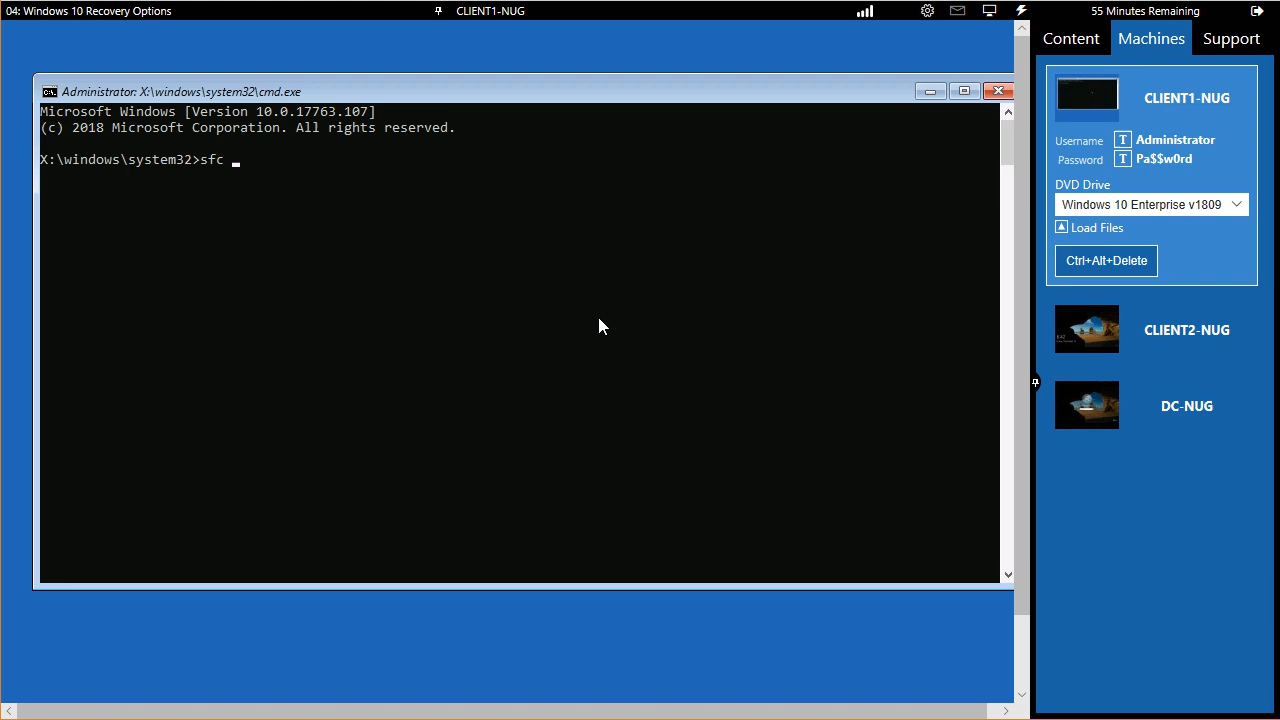 04: Windows 10 Recovery Options
CLIENT1-NUG
55 Minutes Remaining
Content
Machines
Support
Administrator: X:\windows\system32\cmd.exe
Microsoft Windows [Version 10.0.17763.107]
(c) 2018 Microsoft Corporation. All rights reserved.
X:\windows\system32>sfc _
CLIENT1-NUG
Username T Administrator
Password T Pa$$w0rd
DVD Drive
Windows 10 Enterprise v1809
Load Files
Ctrl+Alt+Delete
CLIENT2-NUG
DC-NUG